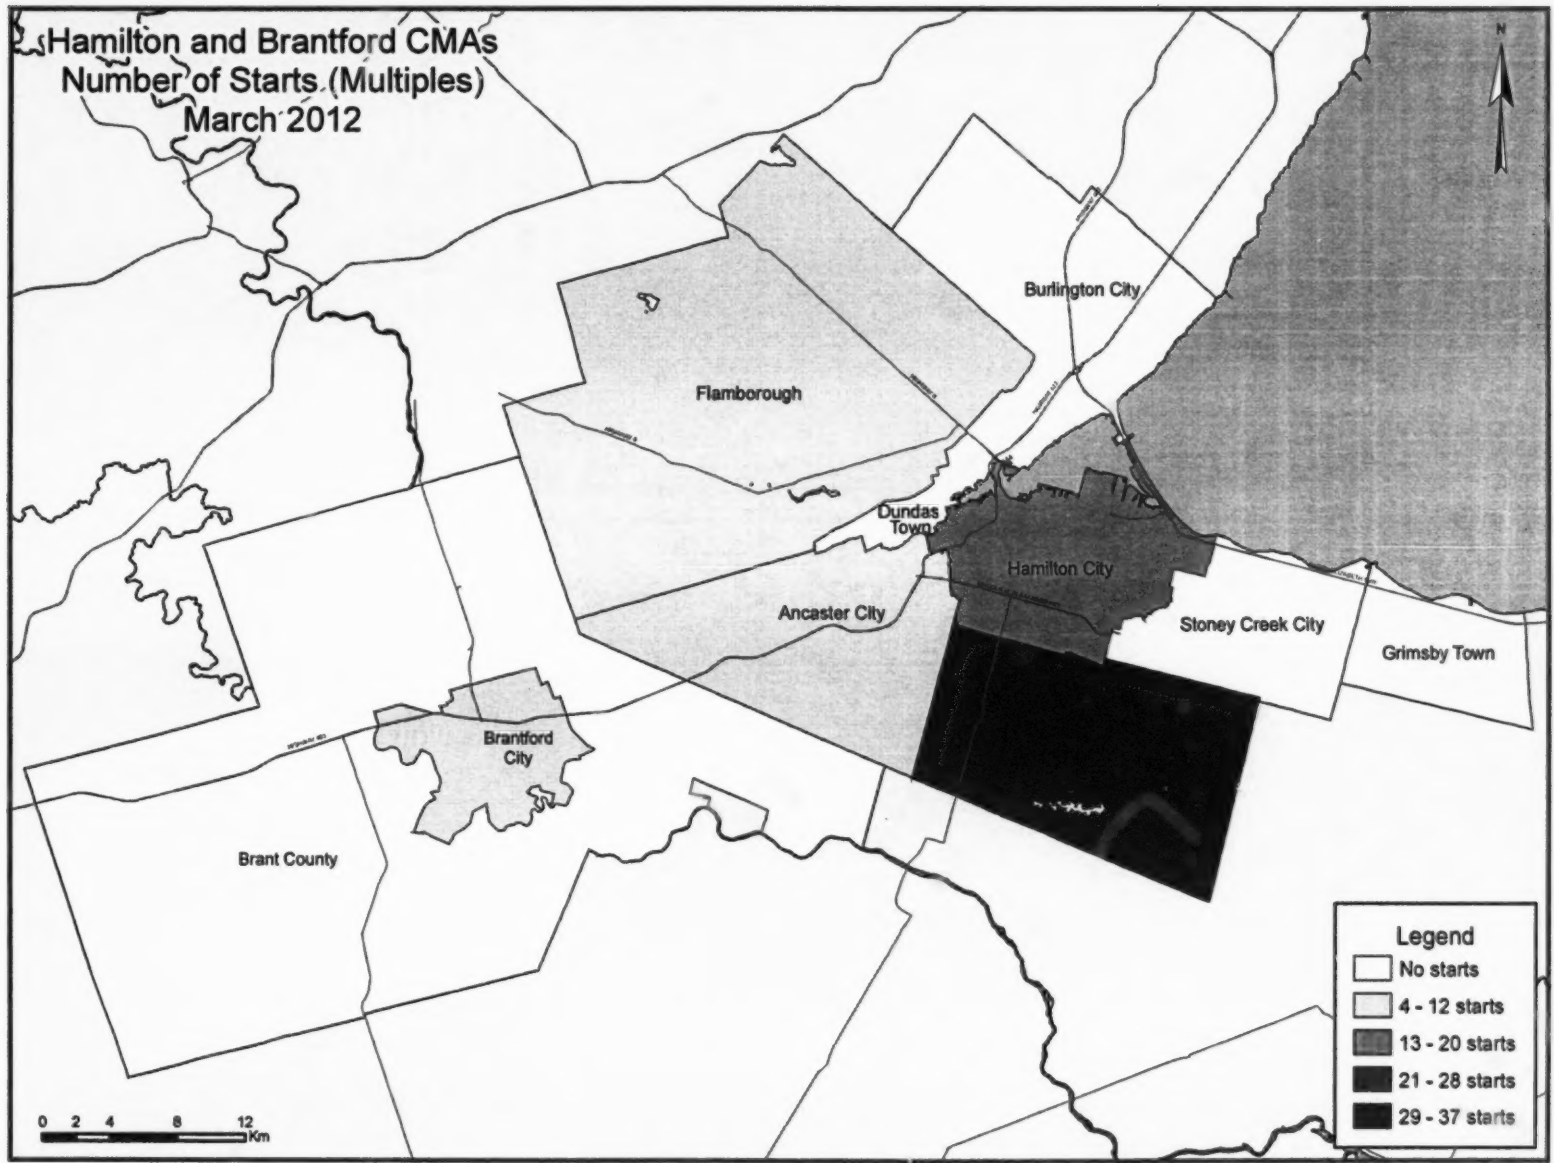 Hamilton and Brantford CMAs
Number of Starts (Multiples)
March 2012
N
Burlington City
Flamborough
Dundas
Town
Hamilton City
Ancaster City
Stoney Creek City
Grimsby Town
Brantford
City
Brant County
Legend
No starts
4 - 12 starts
13 - 20 starts
21 - 28 starts
29 - 37 starts
0 2 4 8 12
Km